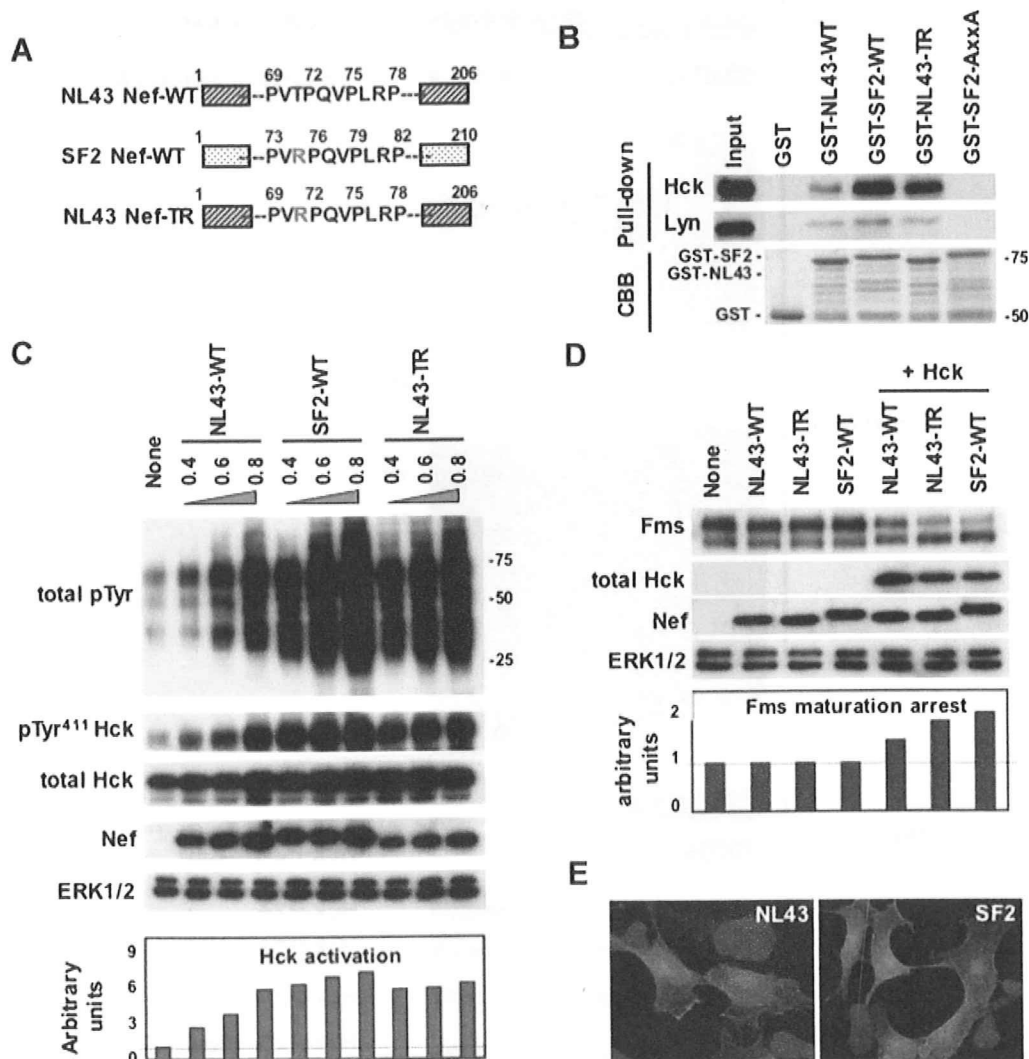 A
1 69 72 75 78 206
NL43 Nef-WT --PVTPQVPLRP---
1 73 76 79 82 210
SF2 Nef-WT --PVRPQVPLRP---
1 69 72 75 78 206
NL43 Nef-TR --PVRPQVPLRP---
B
Input
GST
GST-NL43-WT
GST-SF2-WT
GST-NL43-TR
GST-SF2-AxxA
Pull-down
Hck
Lyn
CBB
GST-SF2 -
GST-NL43-
GST -
-75
-50
C
NL43-WT
SF2-WT
NL43-TR
None
0.4
0.6
0.8
0.4
0.6
0.8
0.4
0.6
0.8
total pTyr
-75
-50
-25
pTyr411 Hck
total Hck
Nef
ERK1/2
Hck activation
Arbitrary
units
9
6
3
0
D
+ Hck
None
NL43-WT
NL43-TR
SF2-WT
NL43-WT
NL43-TR
SF2-WT
Fms
total Hck
Nef
ERK1/2
Fms maturation arrest
arbitrary
units
2
1
0
E
NL43
SF2